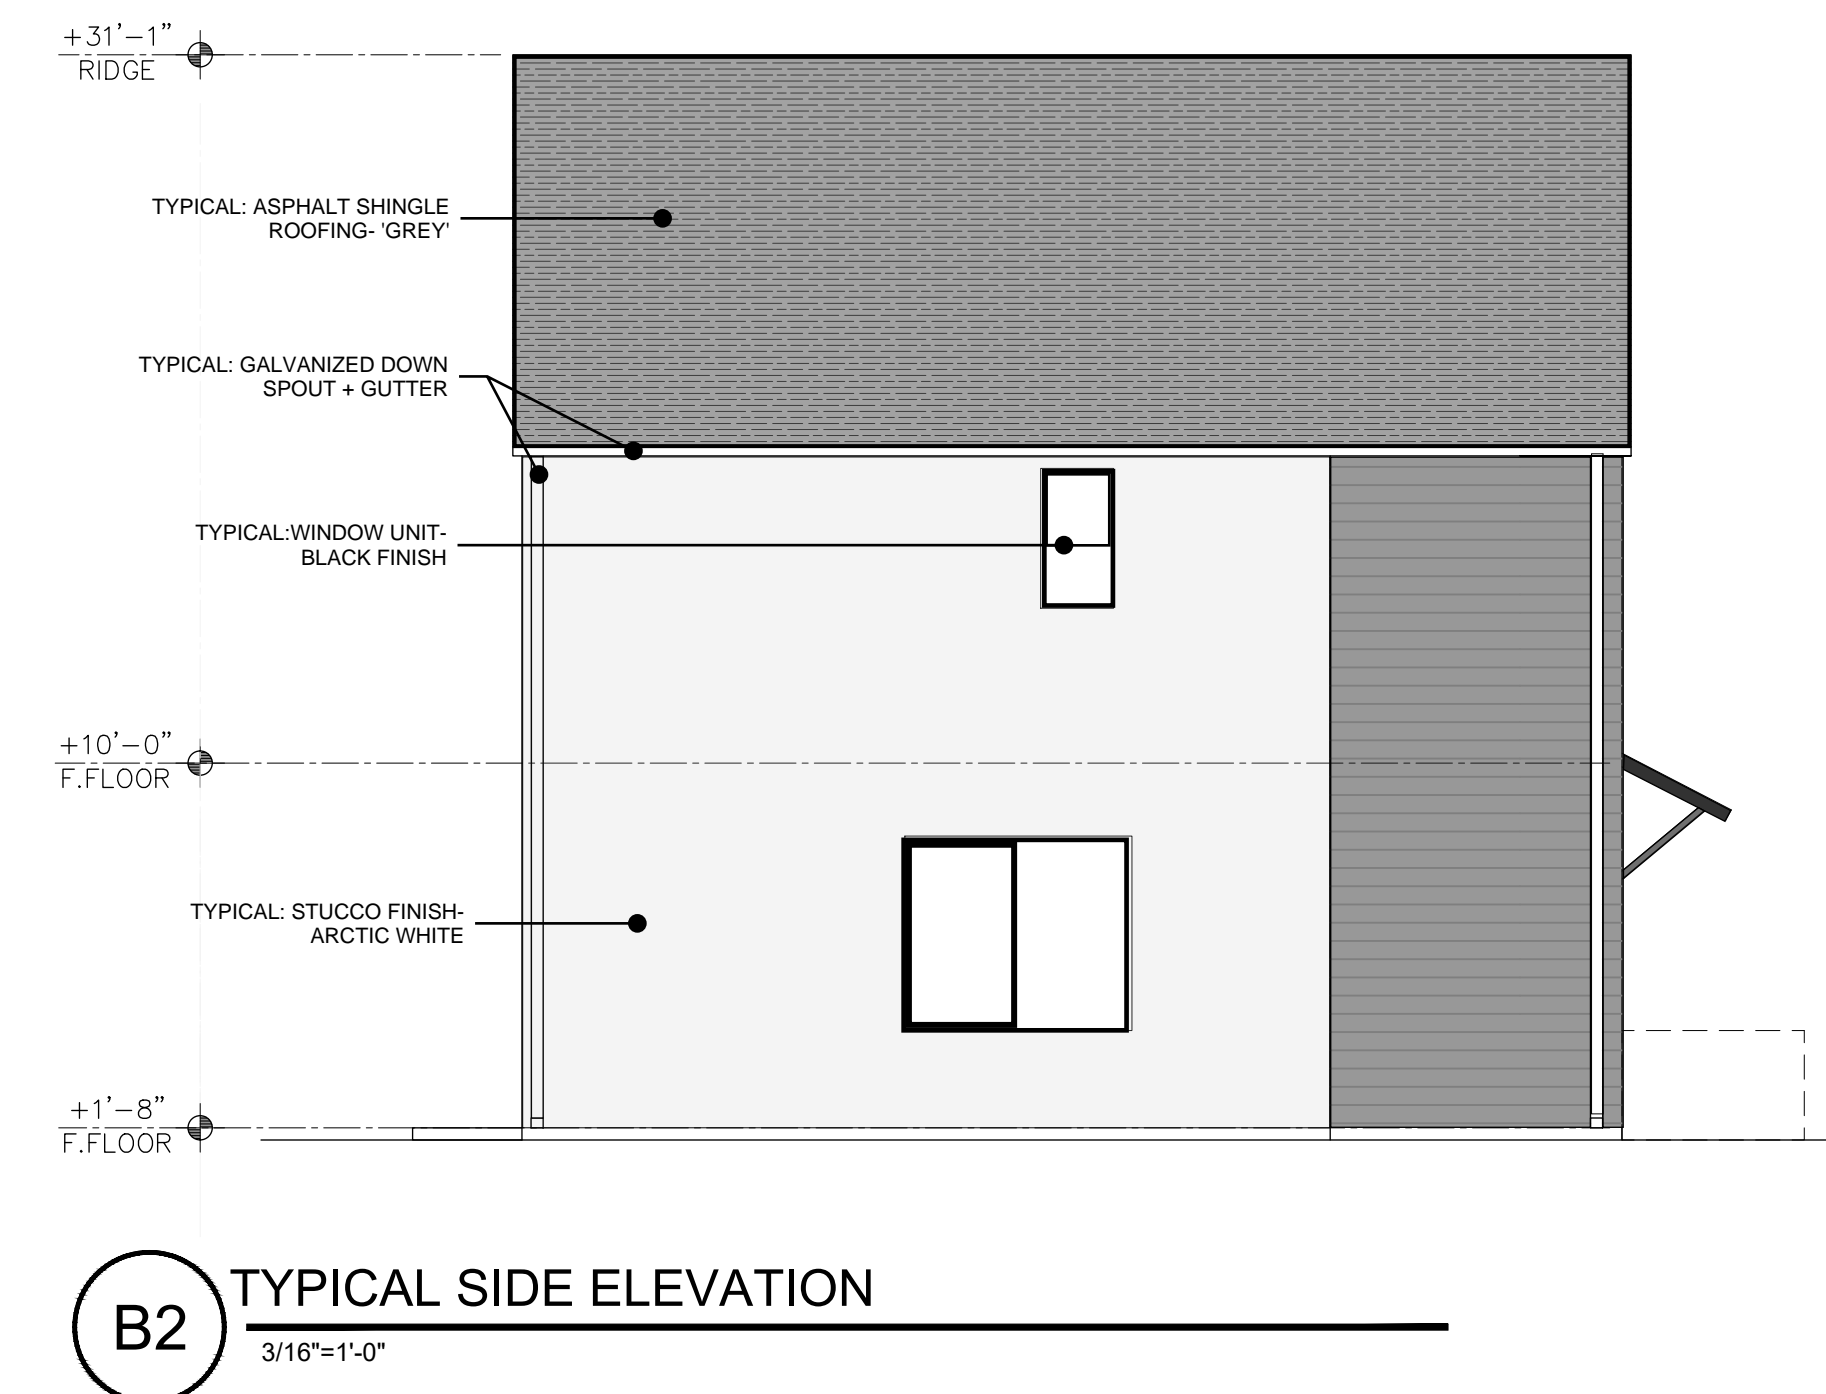 +31'-1"
RIDGE
TYPICAL: ASPHALT SHINGLE
ROOFING- 'GREY'
TYPICAL: GALVANIZED DOWN
SPOUT + GUTTER
TYPICAL:WINDOW UNIT-
BLACK FINISH
+10'-0"
F.FLOOR
TYPICAL: STUCCO FINISH-
ARCTIC WHITE
+1'-8"
F.FLOOR
B2
TYPICAL SIDE ELEVATION
3/16"=1'-0"